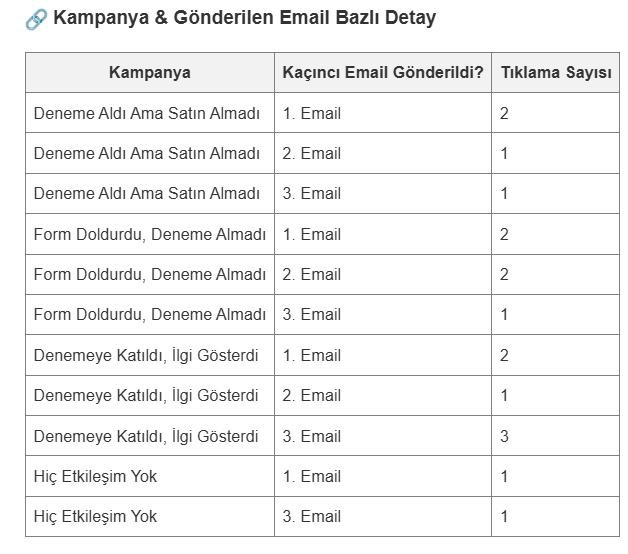 🔗 Kampanya & Gönderilen Email Bazlı Detay
Kampanya Kaçıncı Email Gönderildi? Tıklama Sayısı
Deneme Aldı Ama Satın Almadı 1. Email 2
Deneme Aldı Ama Satın Almadı 2. Email 1
Deneme Aldı Ama Satın Almadı 3. Email 1
Form Doldurdu, Deneme Almadı 1. Email 2
Form Doldurdu, Deneme Almadı 2. Email 2
Form Doldurdu, Deneme Almadı 3. Email 1
Denemeye Katıldı, İlgi Gösterdi 1. Email 2
Denemeye Katıldı, İlgi Gösterdi 2. Email 1
Denemeye Katıldı, İlgi Gösterdi 3. Email 3
Hiç Etkileşim Yok 1. Email 1
Hiç Etkileşim Yok 3. Email 1